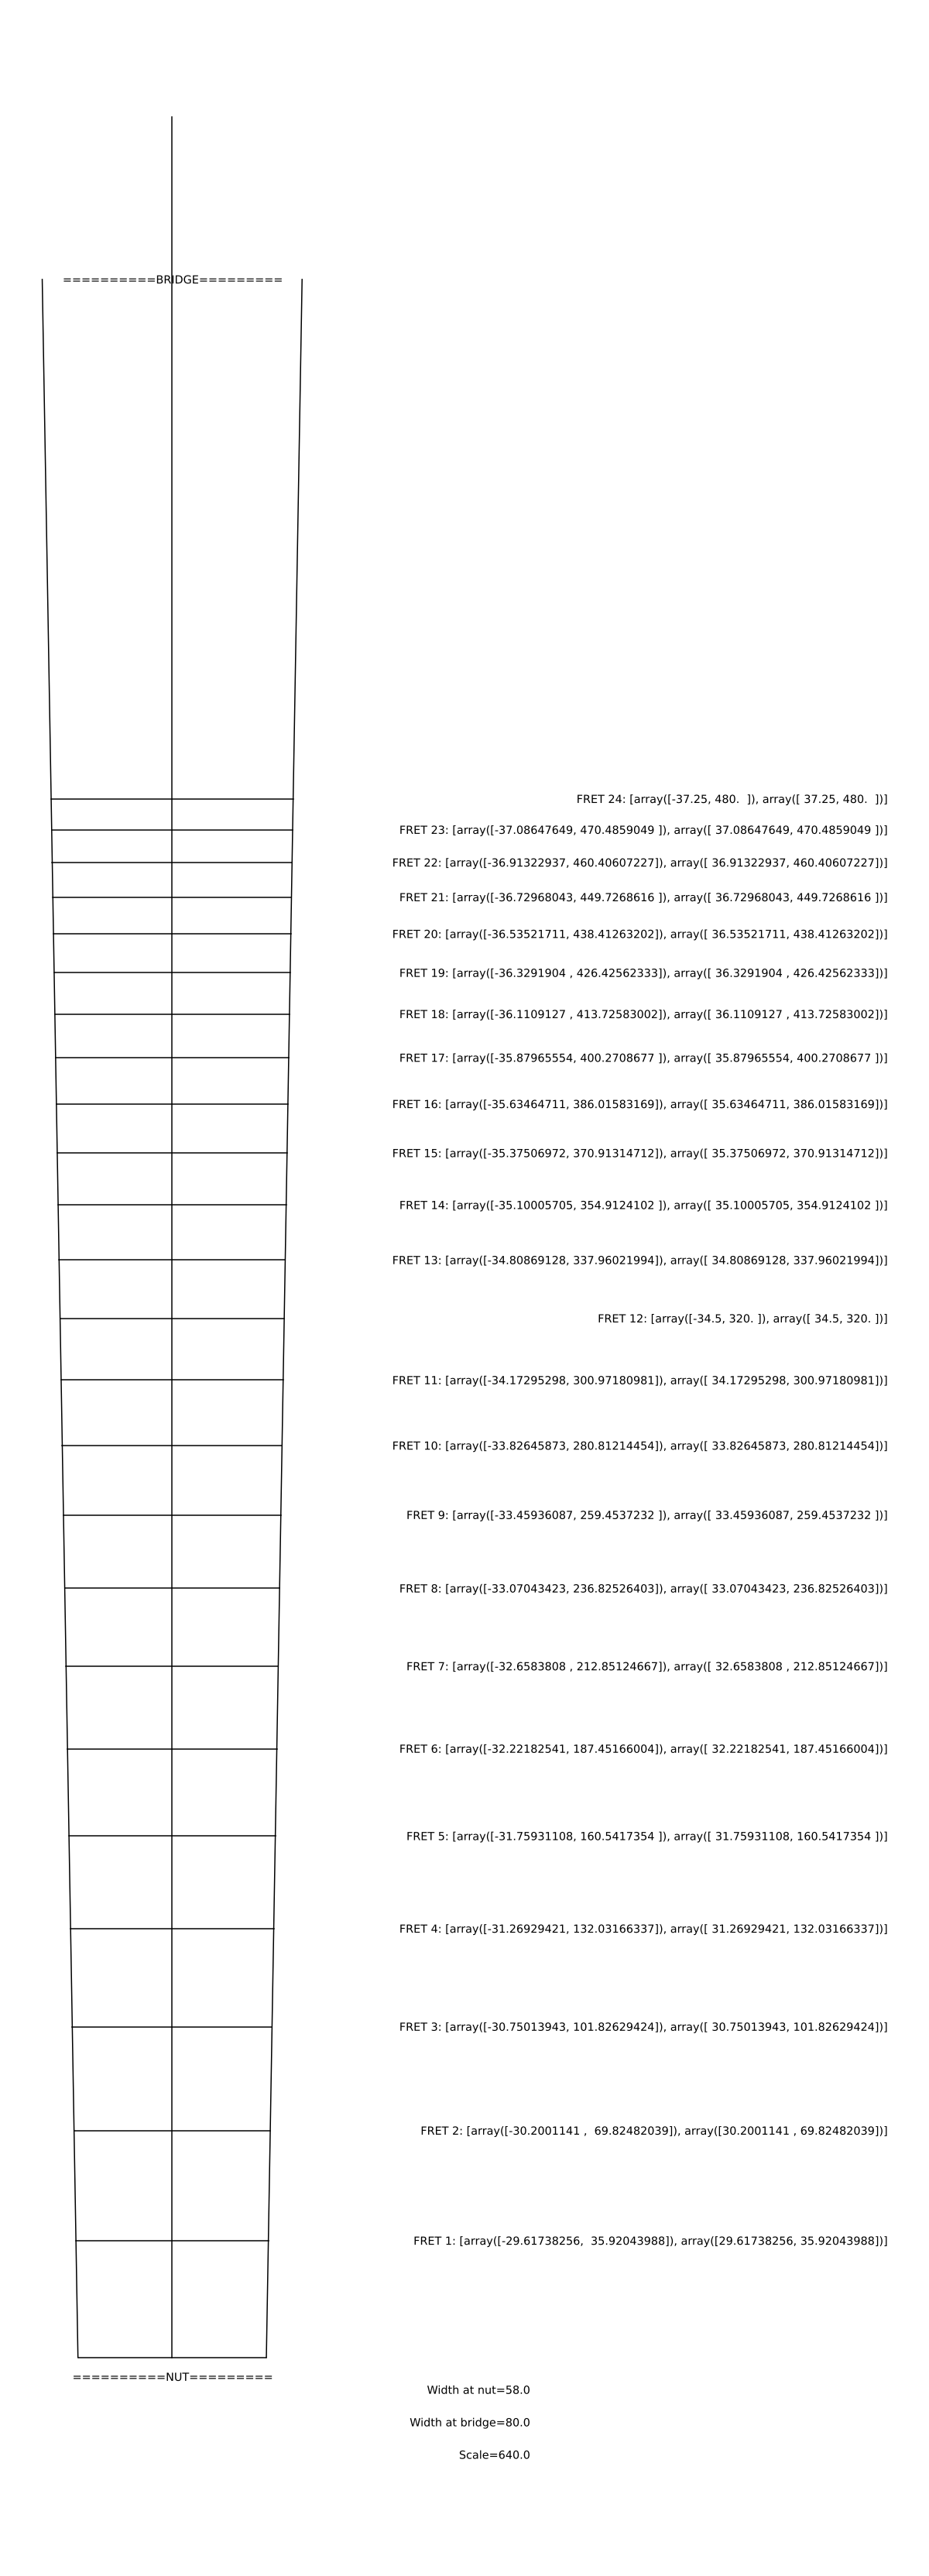 ==========BRIDGE=========
FRET 24: [array([-37.25, 480.  ]), array([ 37.25, 480.  ])]
FRET 23: [array([-37.08647649, 470.4859049 ]), array([ 37.08647649, 470.4859049 ])]
FRET 22: [array([-36.91322937, 460.40607227]), array([ 36.91322937, 460.40607227])]
FRET 21: [array([-36.72968043, 449.7268616 ]), array([ 36.72968043, 449.7268616 ])]
FRET 20: [array([-36.53521711, 438.41263202]), array([ 36.53521711, 438.41263202])]
FRET 19: [array([-36.3291904 , 426.42562333]), array([ 36.3291904 , 426.42562333])]
FRET 18: [array([-36.1109127 , 413.72583002]), array([ 36.1109127 , 413.72583002])]
FRET 17: [array([-35.87965554, 400.2708677 ]), array([ 35.87965554, 400.2708677 ])]
FRET 16: [array([-35.63464711, 386.01583169]), array([ 35.63464711, 386.01583169])]
FRET 15: [array([-35.37506972, 370.91314712]), array([ 35.37506972, 370.91314712])]
FRET 14: [array([-35.10005705, 354.9124102 ]), array([ 35.10005705, 354.9124102 ])]
FRET 13: [array([-34.80869128, 337.96021994]), array([ 34.80869128, 337.96021994])]
FRET 12: [array([-34.5, 320. ]), array([ 34.5, 320. ])]
FRET 11: [array([-34.17295298, 300.97180981]), array([ 34.17295298, 300.97180981])]
FRET 10: [array([-33.82645873, 280.81214454]), array([ 33.82645873, 280.81214454])]
FRET 9: [array([-33.45936087, 259.4537232 ]), array([ 33.45936087, 259.4537232 ])]
FRET 8: [array([-33.07043423, 236.82526403]), array([ 33.07043423, 236.82526403])]
FRET 7: [array([-32.6583808 , 212.85124667]), array([ 32.6583808 , 212.85124667])]
FRET 6: [array([-32.22182541, 187.45166004]), array([ 32.22182541, 187.45166004])]
FRET 5: [array([-31.75931108, 160.5417354 ]), array([ 31.75931108, 160.5417354 ])]
FRET 4: [array([-31.26929421, 132.03166337]), array([ 31.26929421, 132.03166337])]
FRET 3: [array([-30.75013943, 101.82629424]), array([ 30.75013943, 101.82629424])]
FRET 2: [array([-30.2001141 ,  69.82482039]), array([30.2001141 , 69.82482039])]
FRET 1: [array([-29.61738256,  35.92043988]), array([29.61738256, 35.92043988])]
==========NUT=========
Width at nut=58.0
Width at bridge=80.0
Scale=640.0